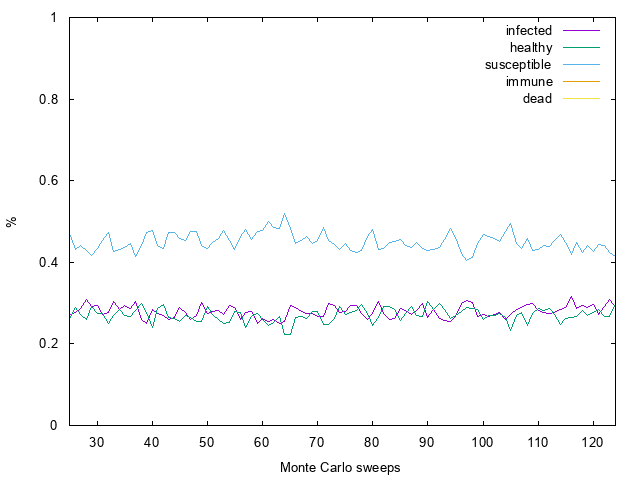 1
infected
healthy
susceptible
immune
0.8
dead
0.6
%
0.4
0.2
0
30 40 50 60 70 80 90 100 110 120
Monte Carlo sweeps